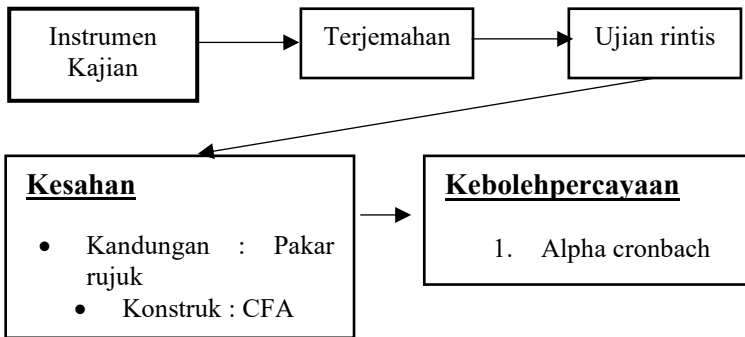 Instrumen
Kajian
Terjemahan
Ujian rintis
Kesahan
• Kandungan : Pakar
rujuk
• Konstruk : CFA
Kebolehpercayaan
1. Alpha cronbach